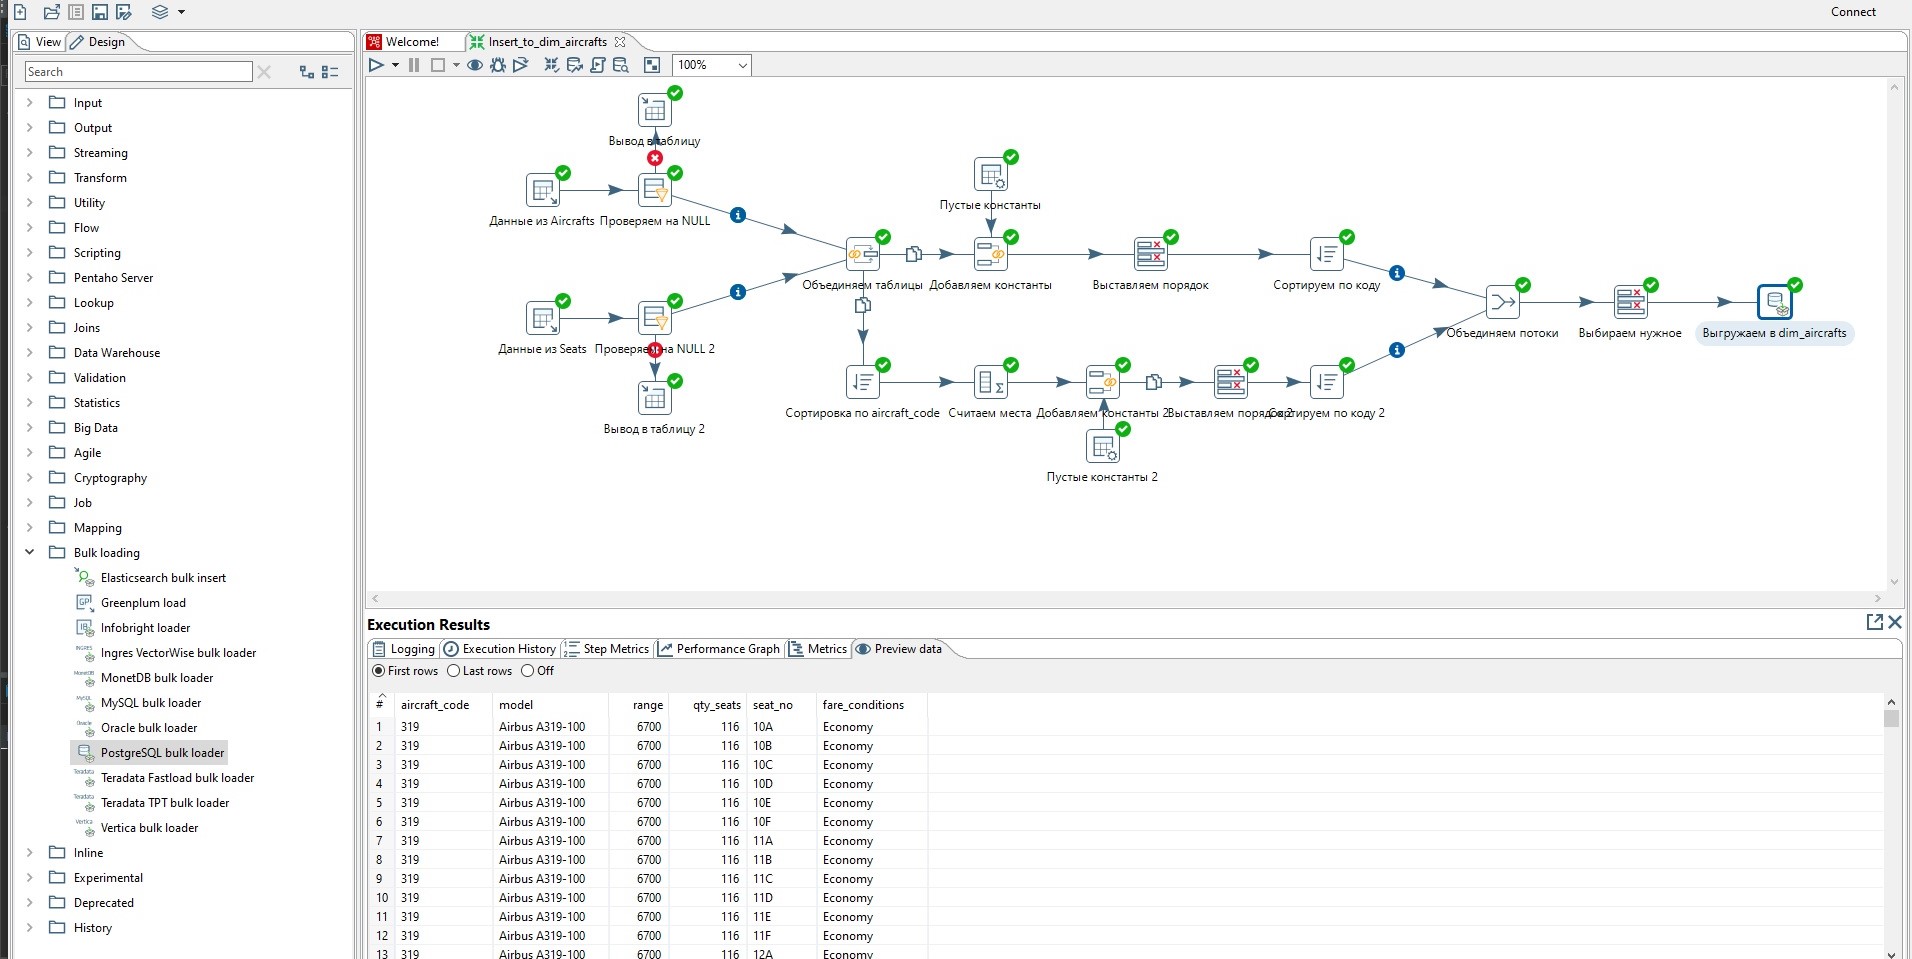 Connect
View Design
Search
Input
Output
Streaming
Transform
Utility
Flow
Scripting
Pentaho Server
Lookup
Joins
Data Warehouse
Validation
Statistics
Big Data
Agile
Cryptography
Job
Mapping
Bulk loading
Elasticsearch bulk insert
Greenplum load
Infobright loader
Ingres VectorWise bulk loader
MonetDB bulk loader
MySQL bulk loader
Oracle bulk loader
PostgreSQL bulk loader
Teradata Fastload bulk loader
Teradata TPT bulk loader
Vertica bulk loader
Inline
Experimental
Deprecated
History
Welcome! Insert_to_dim_aircrafts
100%
Вывод в таблицу
Данные из Aircrafts Проверяем на NULL
Пустые константы
Объединяем таблицы Добавляем константы Выставляем порядок Сортируем по коду
Данные из Seats Проверяем на NULL 2
Объединяем потоки Выбираем нужное Выгружаем в dim_aircrafts
Вывод в таблицу 2
Сортировка по aircraft_code Считаем места Добавляем константы 2 Выставляем порядок 2 Сортируем по коду 2
Пустые константы 2
Execution Results
Logging Execution History Step Metrics Performance Graph Metrics Preview data
First rows Last rows Off
# aircraft_code model range qty_seats seat_no fare_conditions
1 319 Airbus A319-100 6700 116 10A Economy
2 319 Airbus A319-100 6700 116 10B Economy
3 319 Airbus A319-100 6700 116 10C Economy
4 319 Airbus A319-100 6700 116 10D Economy
5 319 Airbus A319-100 6700 116 10E Economy
6 319 Airbus A319-100 6700 116 10F Economy
7 319 Airbus A319-100 6700 116 11A Economy
8 319 Airbus A319-100 6700 116 11B Economy
9 319 Airbus A319-100 6700 116 11C Economy
10 319 Airbus A319-100 6700 116 11D Economy
11 319 Airbus A319-100 6700 116 11E Economy
12 319 Airbus A319-100 6700 116 11F Economy
13 319 Airbus A319-100 6700 116 12A Economy